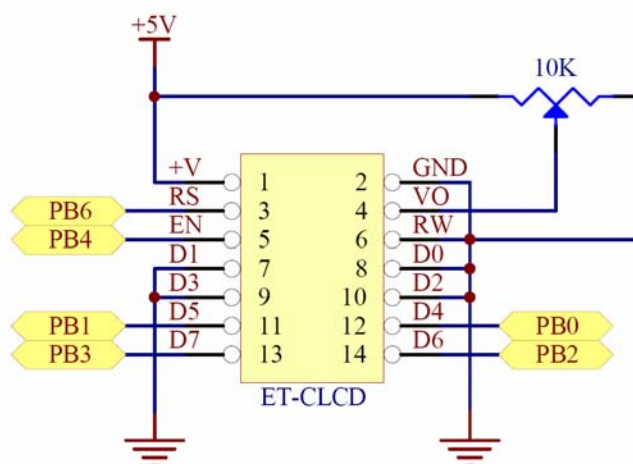 +5V
10K
+V 1 2 GND
PB6 RS 3 4 VO
PB4 EN 5 6 RW
D1 7 8 D0
D3 9 10 D2
PB1 D5 11 12 D4 PB0
PB3 D7 13 14 D6 PB2
ET-CLCD